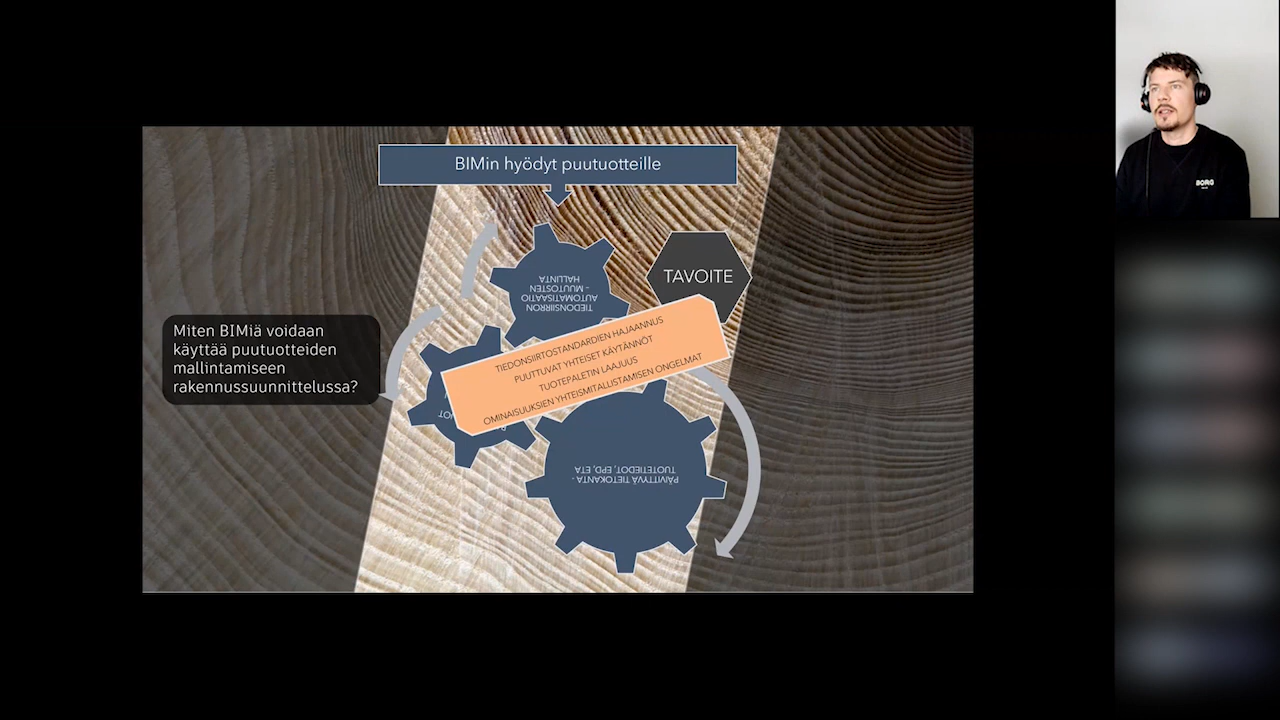 BIMin hyödyt puutuotteille
TAVOITE
TIEDONSIIRRON
AUTOMATISAATIO
– MUUTOSTEN
HALLINTA
TIEDONSIIRTOSTANDARDIEN HAJAANNUS
PUUTTUVAT YHTEISET KÄYTÄNNÖT
TUOTEPALETIN LAAJUUS
OMINAISUUKSIEN YHTEISMITALLISTAMISEN ONGELMAT
Miten BIMiä voidaan
käyttää puutuotteiden
mallintamiseen
rakennussuunnittelussa?
PÄIVITTYVÄ TIETOKANTA -
TUOTETIEDOT, EPD, ETA
BORG